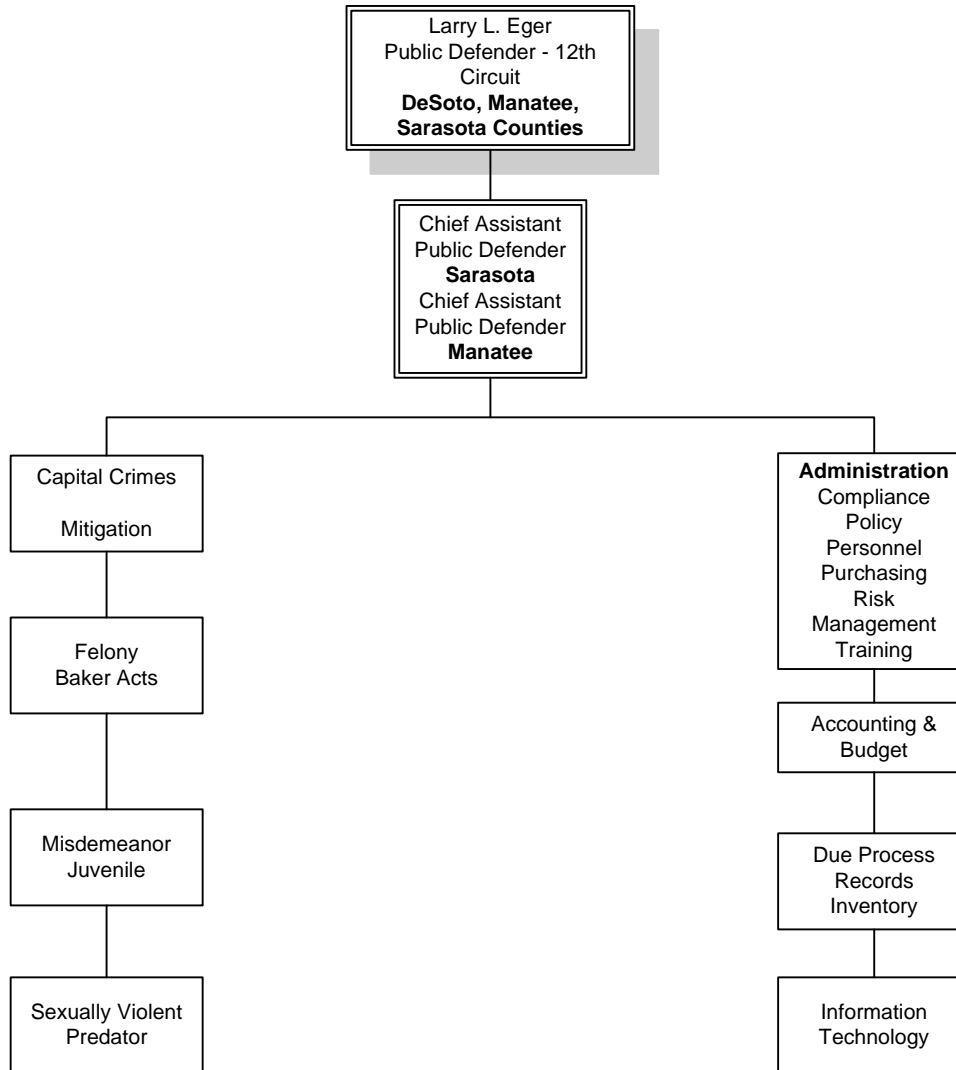 Larry L. Eger
Public Defender - 12th
Circuit
DeSoto, Manatee,
Sarasota Counties
Chief Assistant
Public Defender
Sarasota
Chief Assistant
Public Defender
Manatee
Capital Crimes
Mitigation
Felony
Baker Acts
Misdemeanor
Juvenile
Sexually Violent
Predator
Administration
Compliance
Policy
Personnel
Purchasing
Risk
Management
Training
Accounting &
Budget
Due Process
Records
Inventory
Information
Technology